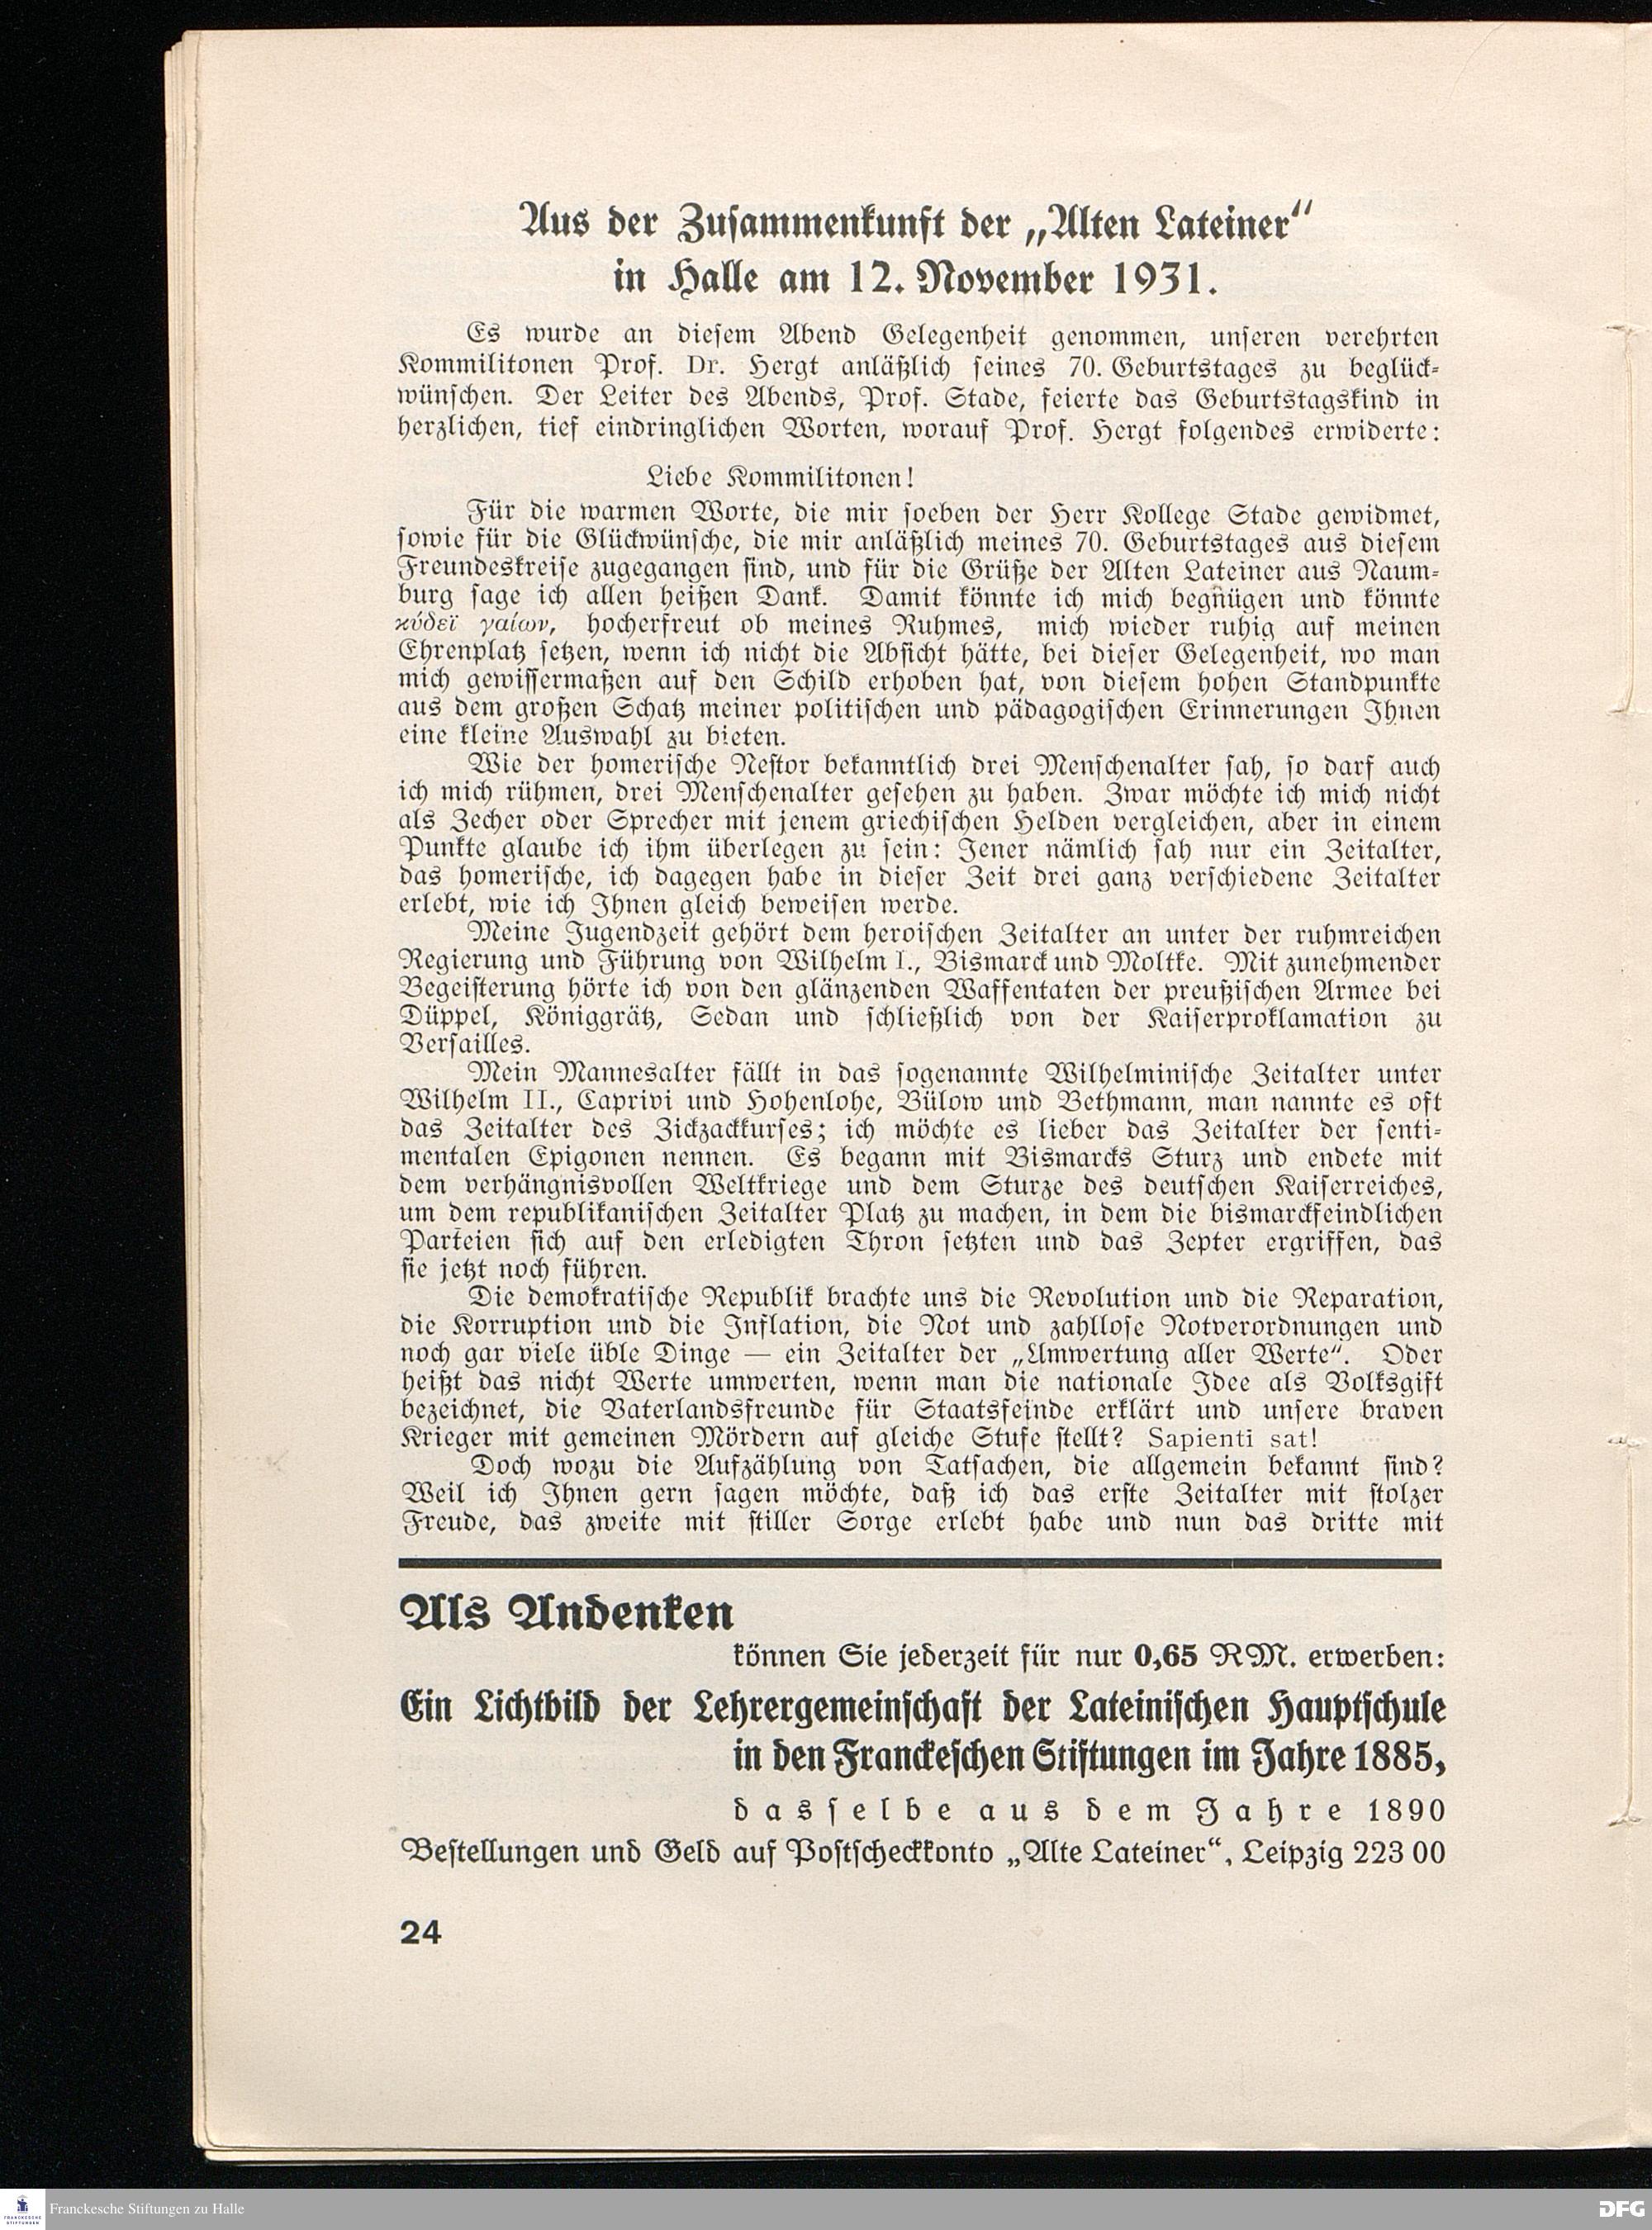 Aus der Zusammenkunft der „Alten Lateiner“
in Halle am 12. November 1931.
Es wurde an diesem Abend Gelegenheit genommen, unseren verehrten
Kommilitonen Prof. Dr. Hergt anläßlich seines 70. Geburtstages zu beglück-
wünschen. Der Leiter des Abends, Prof. Stade, feierte das Geburtstagskind in
herzlichen, tief eindringlichen Worten, worauf Prof. Hergt folgendes erwiderte:
Liebe Kommilitonen!
Für die warmen Worte, die mir soeben der Herr Kollege Stade gewidmet,
sowie für die Glückwünsche, die mir anläßlich meines 70. Geburtstages aus diesem
Freundeskreise zugegangen sind, und für die Grüße der Alten Lateiner aus Naum-
burg sage ich allen heißen Dank. Damit könnte ich mich begnügen und könnte
κύδεϊ γαίων, hocherfreut ob meines Ruhmes, mich wieder ruhig auf meinen
Ehrenplatz setzen, wenn ich nicht die Absicht hätte, bei dieser Gelegenheit, wo man
mich gewissermaßen auf den Schild erhoben hat, von diesem hohen Standpunkte
aus dem großen Schatz meiner politischen und pädagogischen Erinnerungen Ihnen
eine kleine Auswahl zu bieten.
Wie der homerische Nestor bekanntlich drei Menschenalter sah, so darf auch
ich mich rühmen, drei Menschenalter gesehen zu haben. Zwar möchte ich mich nicht
als Zecher oder Sprecher mit jenem griechischen Helden vergleichen, aber in einem
Punkte glaube ich ihm überlegen zu sein: Jener nämlich sah nur ein Zeitalter,
das homerische, ich dagegen habe in dieser Zeit drei ganz verschiedene Zeitalter
erlebt, wie ich Ihnen gleich beweisen werde.
Meine Jugendzeit gehört dem heroischen Zeitalter an unter der ruhmreichen
Regierung und Führung von Wilhelm I., Bismarck und Moltke. Mit zunehmender
Begeisterung hörte ich von den glänzenden Waffentaten der preußischen Armee bei
Düppel, Königgrätz, Sedan und schließlich von der Kaiserproklamation zu
Versailles.
Mein Mannesalter fällt in das sogenannte Wilhelminische Zeitalter unter
Wilhelm II., Caprivi und Hohenlohe, Bülow und Bethmann, man nannte es oft
das Zeitalter des Zickzackkurses; ich möchte es lieber das Zeitalter der senti-
mentalen Epigonen nennen. Es begann mit Bismarcks Sturz und endete mit
dem verhängnisvollen Weltkriege und dem Sturze des deutschen Kaiserreiches,
um dem republikanischen Zeitalter Platz zu machen, in dem die bismarckfeindlichen
Parteien sich auf den erledigten Thron setzten und das Zepter ergriffen, das
sie jetzt noch führen.
Die demokratische Republik brachte uns die Revolution und die Reparation,
die Korruption und die Inflation, die Not und zahllose Notverordnungen und
noch gar viele üble Dinge — ein Zeitalter der „Umwertung aller Werte“. Oder
heißt das nicht Werte umwerten, wenn man die nationale Idee als Volksgift
bezeichnet, die Vaterlandsfreunde für Staatsfeinde erklärt und unsere braven
Krieger mit gemeinen Mördern auf gleiche Stufe stellt? Sapienti sat!
Doch wozu die Aufzählung von Tatsachen, die allgemein bekannt sind?
Weil ich Ihnen gern sagen möchte, daß ich das erste Zeitalter mit stolzer
Freude, das zweite mit stiller Sorge erlebt habe und nun das dritte mit
Als Andenken
können Sie jederzeit für nur 0,65 RM. erwerben:
Ein Lichtbild der Lehrergemeinschaft der Lateinischen Hauptschule
in den Franckeschen Stiftungen im Jahre 1885,
dasselbe aus dem Jahre 1890
Bestellungen und Geld auf Postscheckkonto „Alte Lateiner“, Leipzig 223 00
24
Franckesche Stiftungen zu Halle
DFG